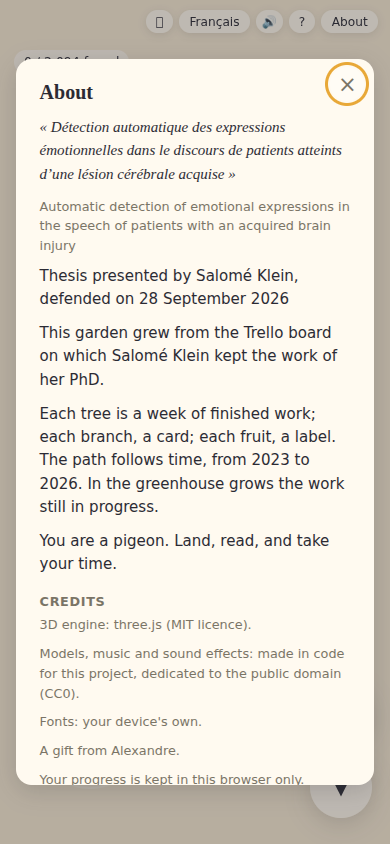 Français
?
About
About
« Détection automatique des expressions
émotionnelles dans le discours de patients atteints
d’une lésion cérébrale acquise »
Automatic detection of emotional expressions in
the speech of patients with an acquired brain
injury
Thesis presented by Salomé Klein,
defended on 28 September 2026
This garden grew from the Trello board
on which Salomé Klein kept the work of
her PhD.
Each tree is a week of finished work;
each branch, a card; each fruit, a label.
The path follows time, from 2023 to
2026. In the greenhouse grows the work
still in progress.
You are a pigeon. Land, read, and take
your time.
CREDITS
3D engine: three.js (MIT licence).
Models, music and sound effects: made in code
for this project, dedicated to the public domain
(CC0).
Fonts: your device's own.
A gift from Alexandre.
Your progress is kept in this browser only.